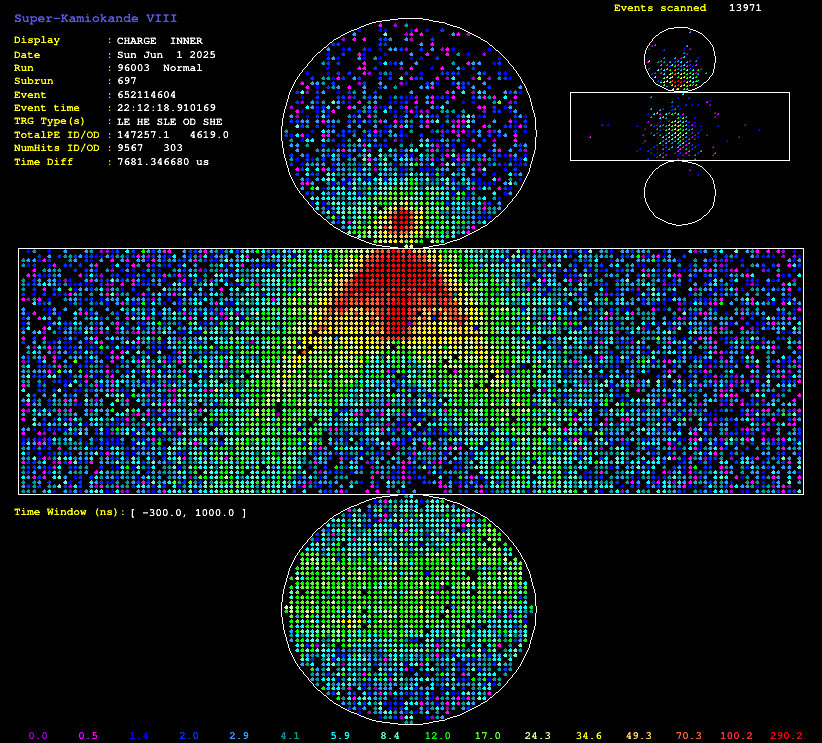 Super-Kamiokande VIII
Events scanned 13971
Display : CHARGE INNER
Date : Sun Jun 1 2025
Run : 96003 Normal
Subrun : 697
Event : 652114604
Event time : 22:12:18.910169
TRG Type(s) : LE HE SLE OD SHE
TotalPE ID/OD : 147257.1 4619.0
NumHits ID/OD : 9567 303
Time Diff : 7681.346680 us
Time Window (ns): [ -300.0, 1000.0 ]
0.0 0.5 1.4 2.0 2.9 4.1 5.9 8.4 12.0 17.0 24.3 34.6 49.3 70.3 100.2 290.2